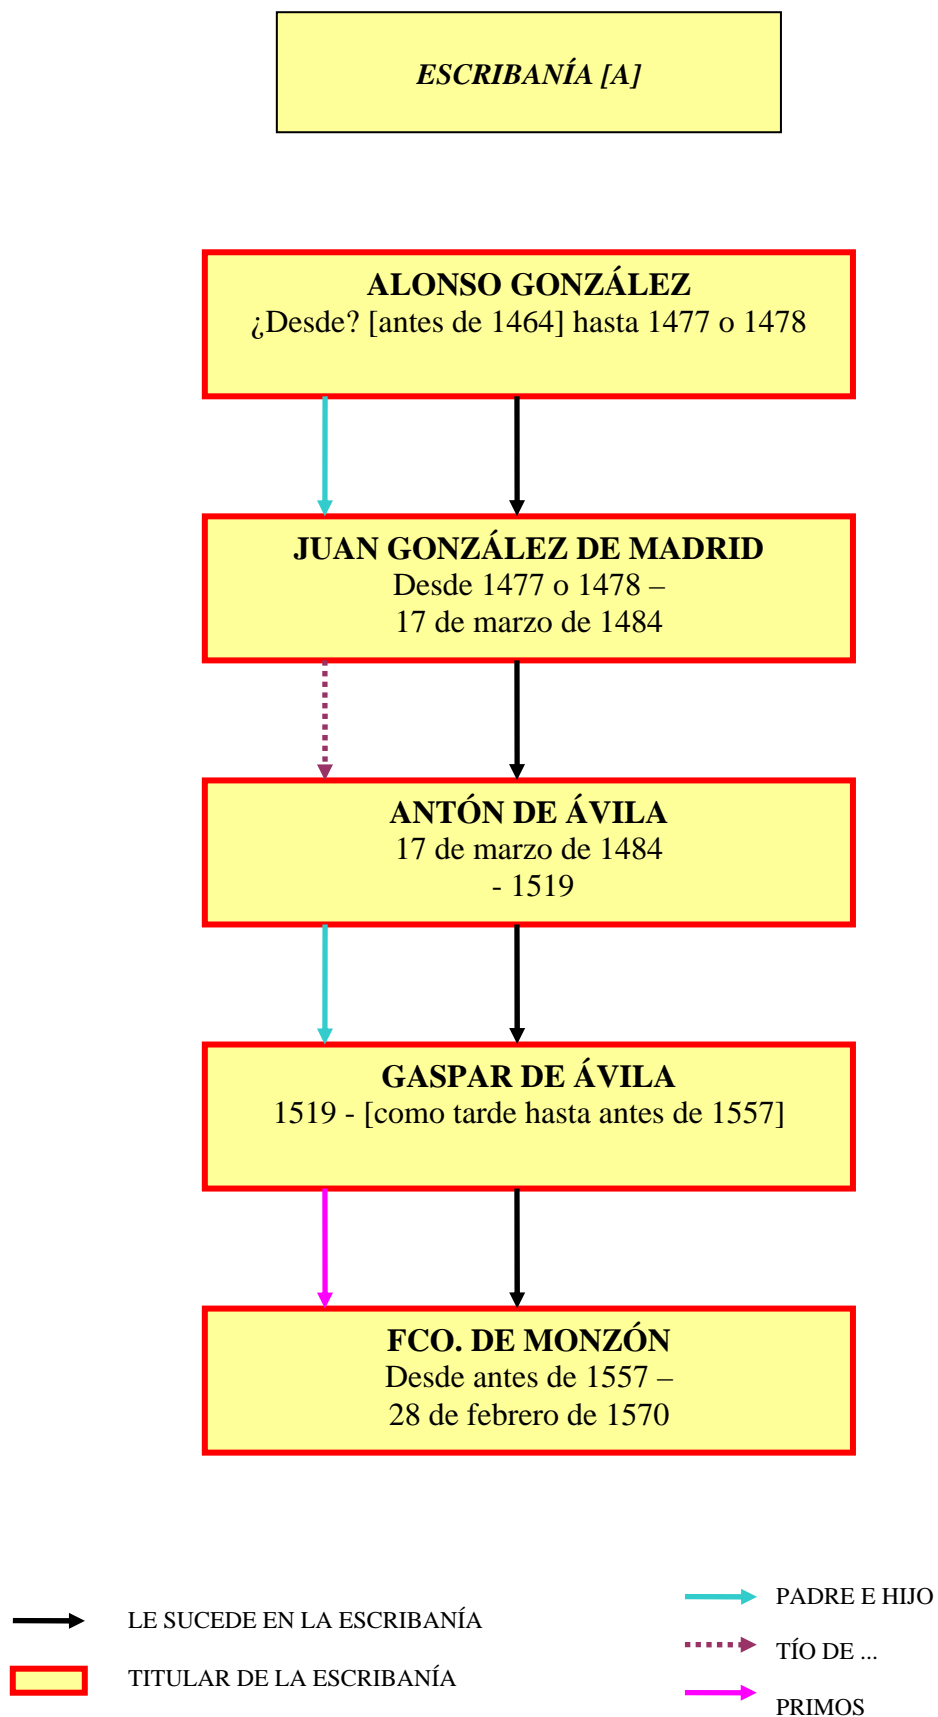 ESCRIBANÍA [A]
ALONSO GONZÁLEZ
¿Desde? [antes de 1464] hasta 1477 o 1478
JUAN GONZÁLEZ DE MADRID
Desde 1477 o 1478 –
17 de marzo de 1484
ANTÓN DE ÁVILA
17 de marzo de 1484
- 1519
GASPAR DE ÁVILA
1519 - [como tarde hasta antes de 1557]
FCO. DE MONZÓN
Desde antes de 1557 –
28 de febrero de 1570
LE SUCEDE EN LA ESCRIBANÍA
TITULAR DE LA ESCRIBANÍA
PADRE E HIJO
TÍO DE ...
PRIMOS